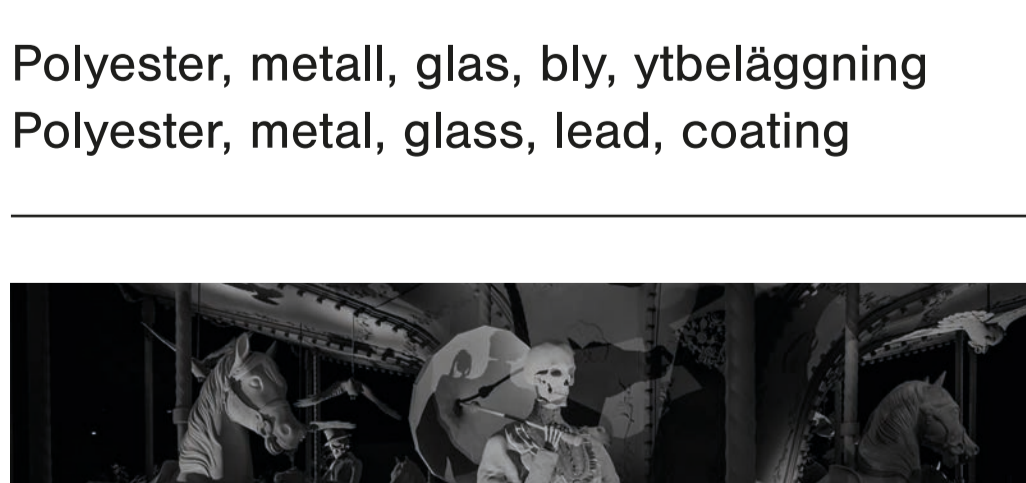 Polyester, metall, glas, bly, ytbeläggning
Polyester, metal, glass, lead, coating